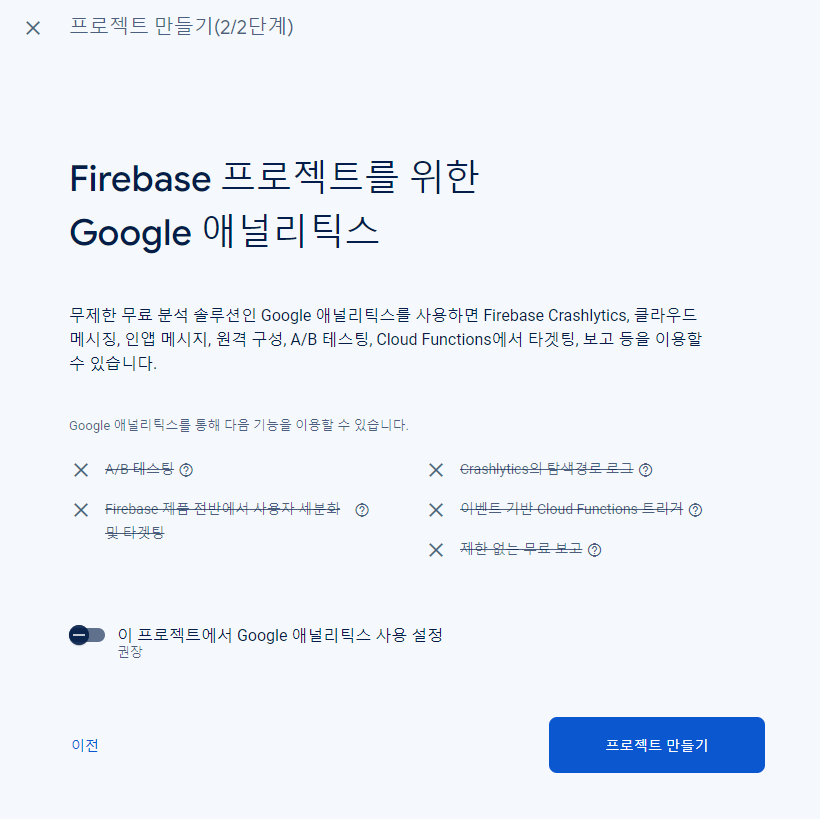 프로젝트 만들기(2/2단계)
Firebase 프로젝트를 위한
Google 애널리틱스
무제한 무료 분석 솔루션인 Google 애널리틱스를 사용하면 Firebase Crashlytics, 클라우드
메시징, 인앱 메시지, 원격 구성, A/B 테스팅, Cloud Functions에서 타겟팅, 보고 등을 이용할
수 있습니다.
Google 애널리틱스를 통해 다음 기능을 이용할 수 있습니다.
A/B 테스팅
Firebase 제품 전반에서 사용자 세분화
및 타겟팅
Crashlytics의 탐색경로 로그
이벤트 기반 Cloud Functions 트리거
제한 없는 무료 보고
이 프로젝트에서 Google 애널리틱스 사용 설정
권장
이전
프로젝트 만들기